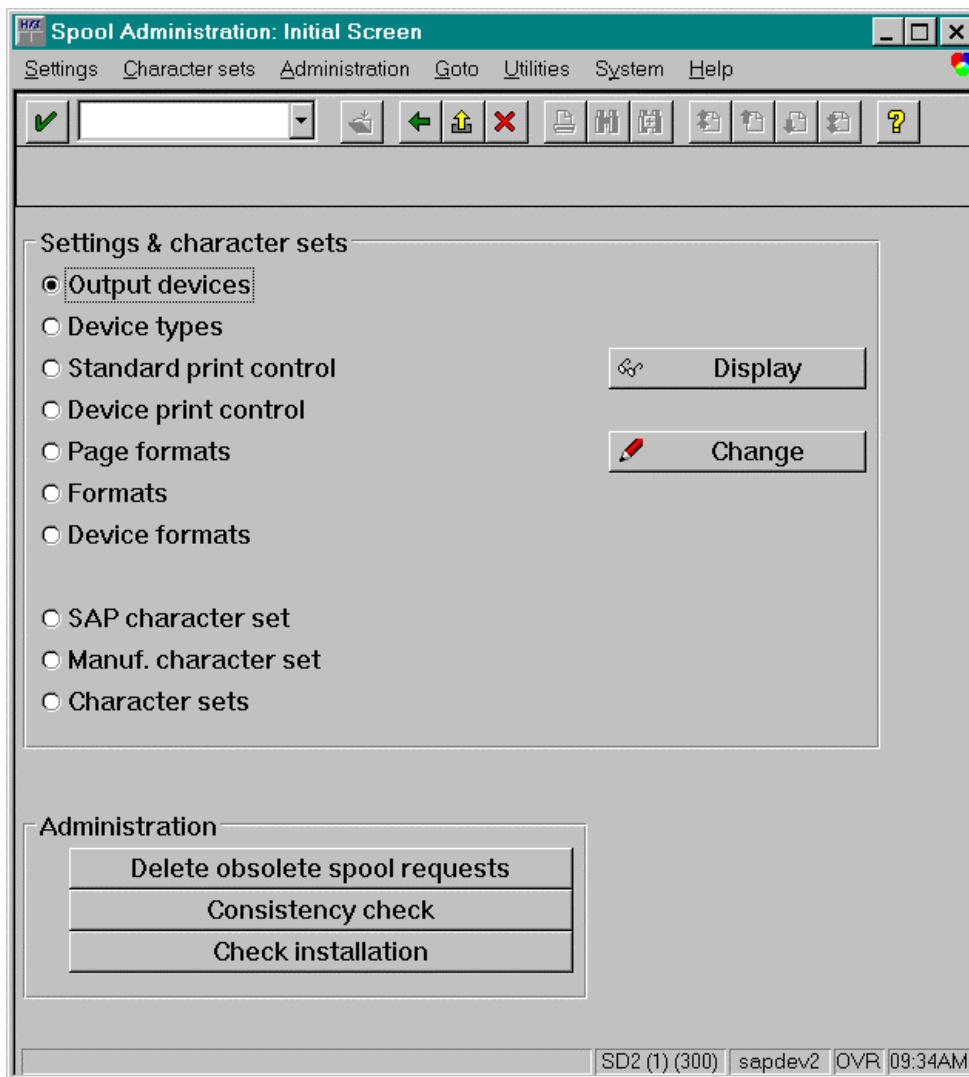 Spool Administration: Initial Screen
Settings Character sets Administration Goto Utilities System Help
Settings & character sets
Output devices
Device types
Standard print control
Display
Device print control
Page formats
Change
Formats
Device formats
SAP character set
Manuf. character set
Character sets
Administration
Delete obsolete spool requests
Consistency check
Check installation
SD2 (1) (300) sapdev2 OVR 09:34AM